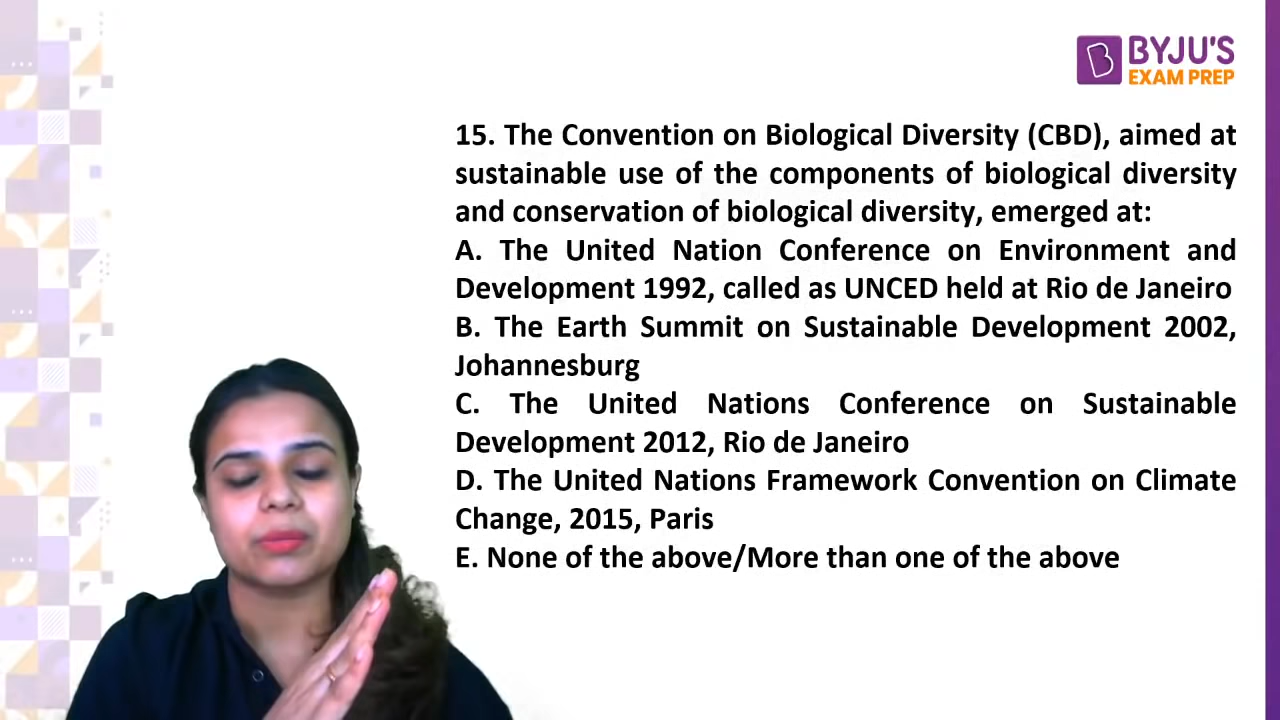 BYJU'S
EXAM PREP
15. The Convention on Biological Diversity (CBD), aimed at
sustainable use of the components of biological diversity
and conservation of biological diversity, emerged at:
A. The United Nation Conference on Environment and
Development 1992, called as UNCED held at Rio de Janeiro
B. The Earth Summit on Sustainable Development 2002,
Johannesburg
C. The United Nations Conference on Sustainable
Development 2012, Rio de Janeiro
D. The United Nations Framework Convention on Climate
Change, 2015, Paris
E. None of the above/More than one of the above